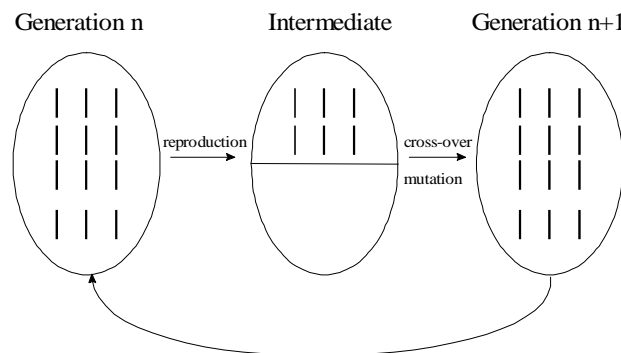 Generation n
Intermediate
Generation n+1
reproduction
cross-over
mutation